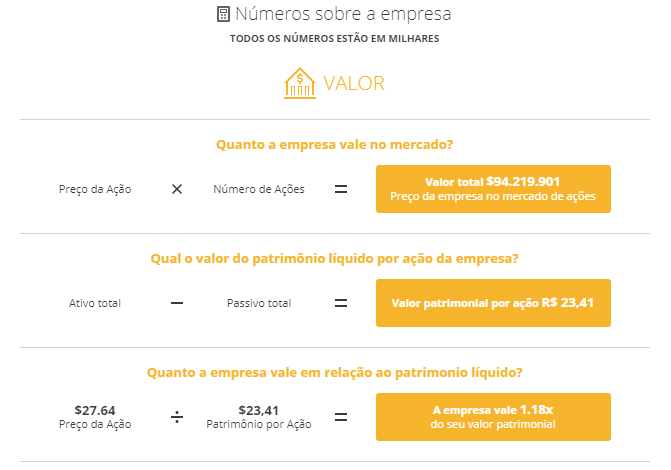 Números sobre a empresa
TODOS OS NÚMEROS ESTÃO EM MILHARES
$ VALOR
Quanto a empresa vale no mercado?
Preço da Ação × Número de Ações = Valor total $94.219.901
Preço da empresa no mercado de ações
Qual o valor do patrimônio líquido por ação da empresa?
Ativo total − Passivo total = Valor patrimonial por ação R$ 23,41
Quanto a empresa vale em relação ao patrimonio líquido?
$27.64 ÷ $23,41 = A empresa vale 1.18x
Preço da Ação Patrimônio por Ação do seu valor patrimonial